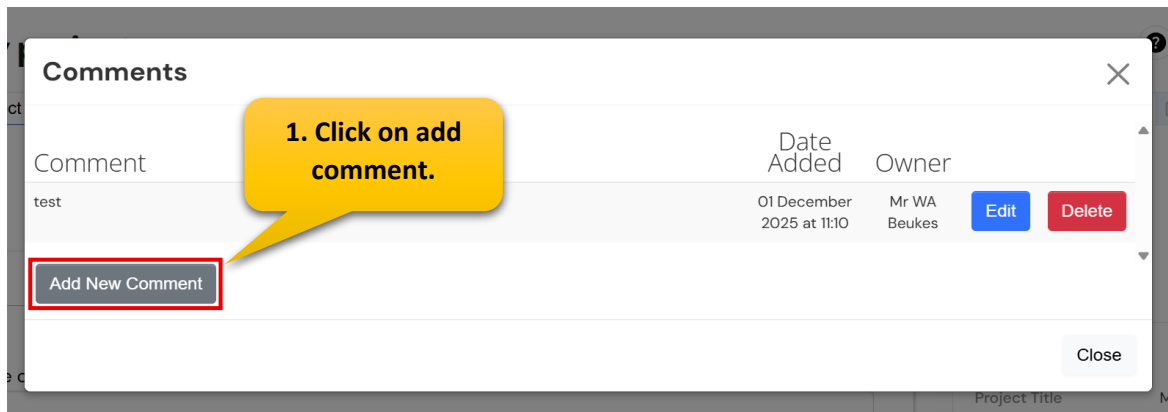 Comments
1. Click on add
comment.
Comment
Date
Added
Owner
test
01 December
2025 at 11:10
Mr WA
Beukes
Edit
Delete
Add New Comment
Close
Project Title